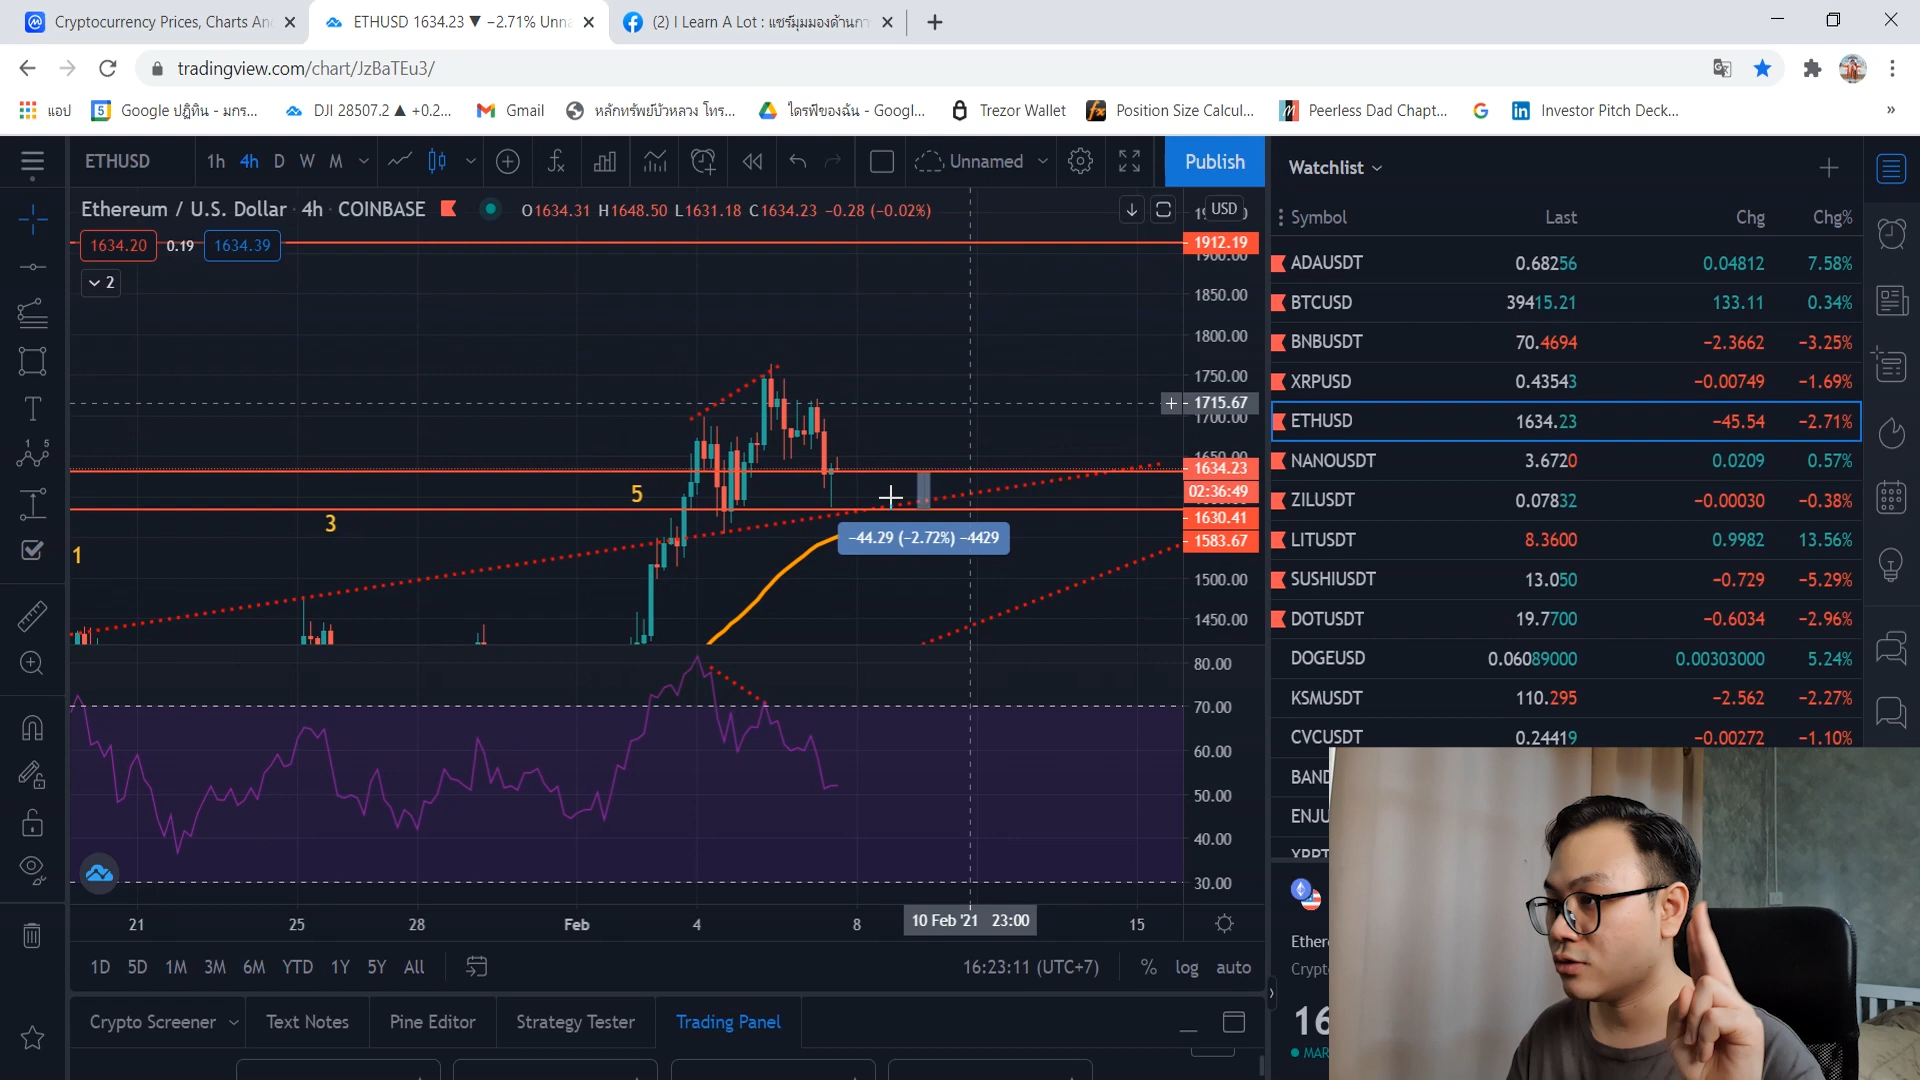 Cryptocurrency Prices, Charts An
ETHUSD 1634.23 ▼ −2.71% Unna
(2) I Learn A Lot : แชร์มุมมองด้านกา
tradingview.com/chart/JzBaTEu3/
แอป
Google ปฏิทิน - มกร...
DJI 28507.2 ▲ +0.2...
Gmail
หลักทรัพย์บัวหลวง โทร...
ไดรฟ์ของฉัน - Googl...
Trezor Wallet
Position Size Calcul...
Peerless Dad Chapt...
Investor Pitch Deck...
»
ETHUSD
1h 4h D W M
Unnamed
Publish
Watchlist
Ethereum / U.S. Dollar · 4h · COINBASE
O1634.31 H1648.50 L1631.18 C1634.23 −0.28 (−0.02%)
USD
1634.20 0.19 1634.39
2
Symbol Last Chg Chg%
ADAUSDT 0.68256 0.04812 7.58%
BTCUSD 39415.21 133.11 0.34%
BNBUSDT 70.4694 −2.3662 −3.25%
XRPUSD 0.43543 −0.00749 −1.69%
ETHUSD 1634.23 −45.54 −2.71%
NANOUSDT 3.6720 0.0209 0.57%
ZILUSDT 0.07832 −0.00030 −0.38%
LITUSDT 8.3600 0.9982 13.56%
SUSHIUSDT 13.050 −0.729 −5.29%
DOTUSDT 19.7700 −0.6034 −2.96%
DOGEUSD 0.06089000 0.00303000 5.24%
KSMUSDT 110.295 −2.562 −2.27%
CVCUSDT 0.24419 −0.00272 −1.10%
BAND
ENJU
1912.19
1900.00
1850.00
1800.00
1750.00
1715.67
1700.00
1650.00
1634.23
02:36:49
1630.41
1583.67
1500.00
1450.00
1
3
5
−44.29 (−2.72%) −4429
80.00
70.00
60.00
50.00
40.00
30.00
21 25 28 Feb 4 8 10 Feb '21 23:00 15
1D 5D 1M 3M 6M YTD 1Y 5Y All
16:23:11 (UTC+7) % log auto
Crypto Screener Text Notes Pine Editor Strategy Tester Trading Panel
Ether
Crypt
16
MAR